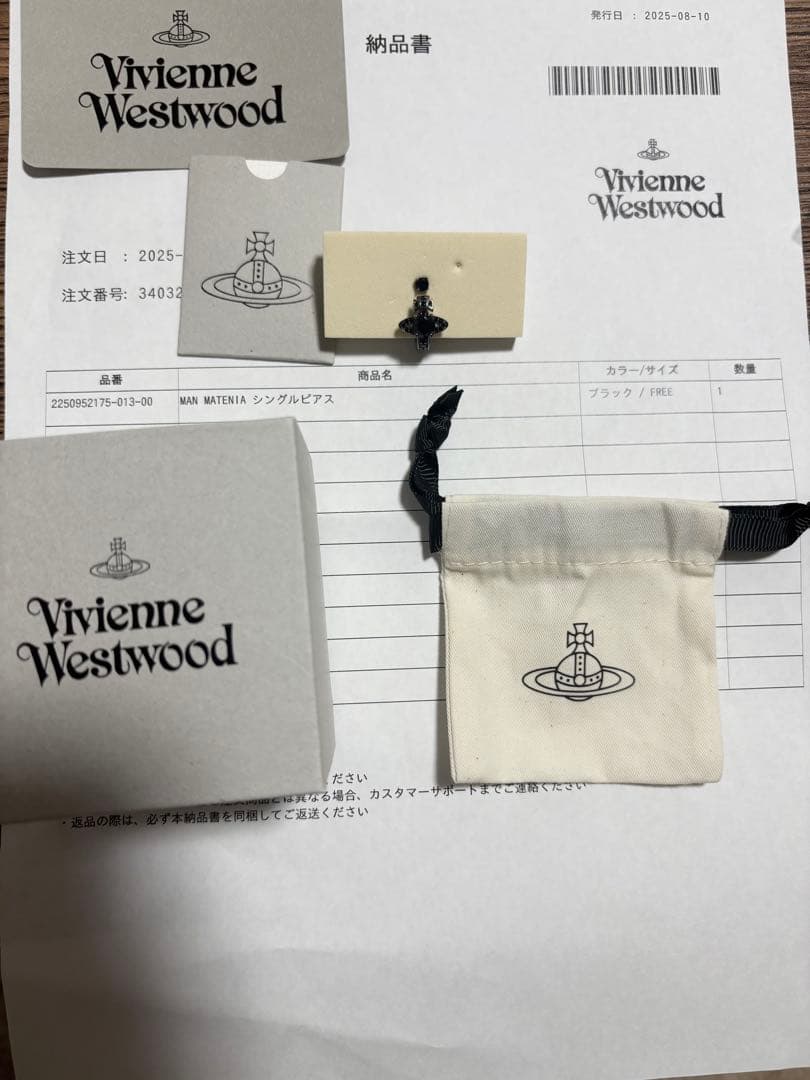 発行日 : 2025-08-10
納品書
Vivienne
Westwood
Vivienne
Westwood
注文日 : 2025-
注文番号: 34032
品番 商品名 カラー/サイズ 数量
2250952175-013-00 MAN MATENIA シングルピアス ブラック / FREE 1
Vivienne
Westwood
ください
とは異なる場合、カスタマーサポートまでご連絡ください
・返品の際は、必ず本納品書を同梱してご返送ください